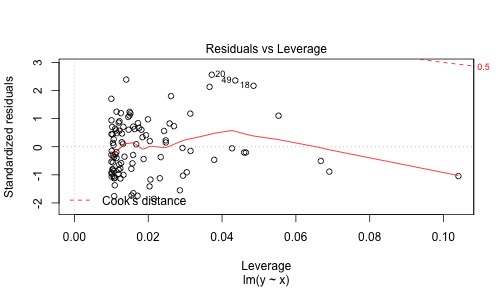 Residuals vs Leverage
Standardized residuals
3
2
1
0
-1
-2
20
49
18
0.5
Cook's distance
0.00 0.02 0.04 0.06 0.08 0.10
Leverage
lm(y ~ x)